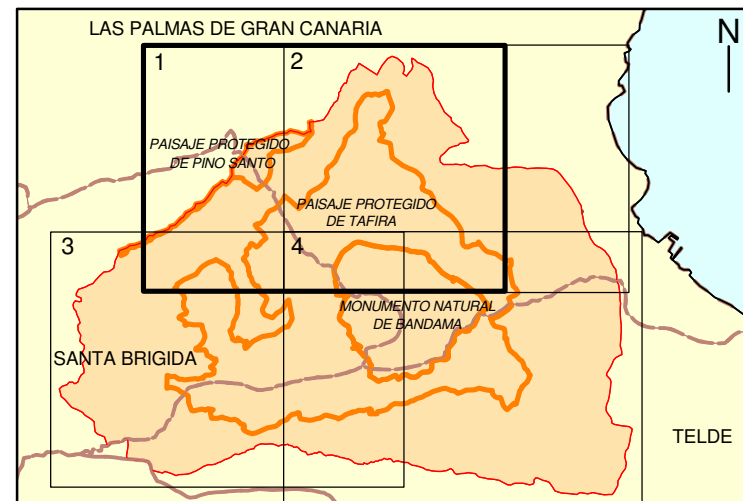 LAS PALMAS DE GRAN CANARIA
N
1
2
PAISAJE PROTEGIDO
DE PINO SANTO
PAISAJE PROTEGIDO
DE TAFIRA
3
4
MONUMENTO NATURAL
DE BANDAMA
SANTA BRIGIDA
TELDE